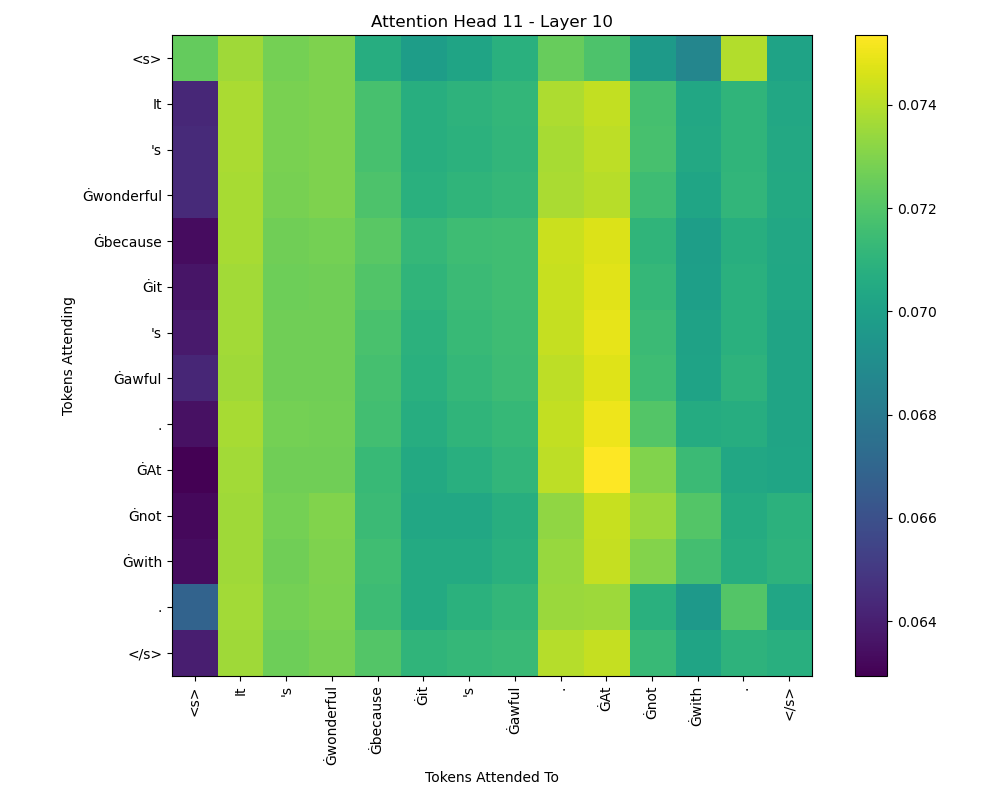 Attention Head 11 - Layer 10
<s>
It
's
Ġwonderful
Ġbecause
Ġit
's
Ġawful
.
ĠAt
Ġnot
Ġwith
.
</s>
Tokens Attending
<s>
It
's
Ġwonderful
Ġbecause
Ġit
's
Ġawful
.
ĠAt
Ġnot
Ġwith
.
</s>
Tokens Attended To
0.074
0.072
0.070
0.068
0.066
0.064